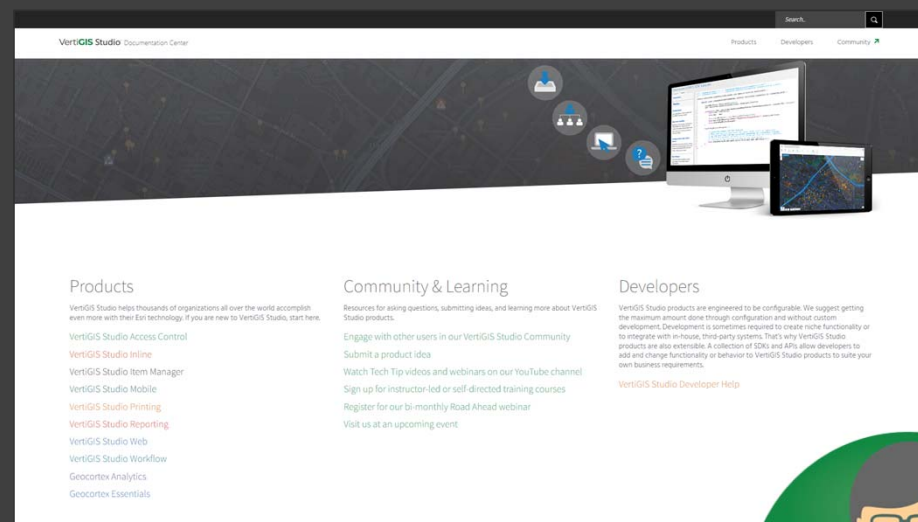 Search..
VertiGIS Studio Documentation Center
Products Developers Community
?
Products
VertiGIS Studio helps thousands of organizations all over the world accomplish
even more with their Esri technology. If you are new to VertiGIS Studio, start here.
VertiGIS Studio Access Control
VertiGIS Studio Inline
VertiGIS Studio Item Manager
VertiGIS Studio Mobile
VertiGIS Studio Printing
VertiGIS Studio Reporting
VertiGIS Studio Web
VertiGIS Studio Workflow
Geocortex Analytics
Geocortex Essentials
Community & Learning
Resources for asking questions, submitting ideas, and learning more about VertiGIS
Studio products.
Engage with other users in our VertiGIS Studio Community
Submit a product idea
Watch Tech Tip videos and webinars on our YouTube channel
Sign up for instructor-led or self-directed training courses
Register for our bi-monthly Road Ahead webinar
Visit us at an upcoming event
Developers
VertiGIS Studio products are engineered to be configurable. We suggest getting
the maximum amount done through configuration and without custom
development. Development is sometimes required to create niche functionality or
to integrate with in-house, third-party systems. That's why VertiGIS Studio
products are also extensible. A collection of SDKs and APIs allow developers to
add and change functionality or behavior to VertiGIS Studio products to suite your
own business requirements.
VertiGIS Studio Developer Help